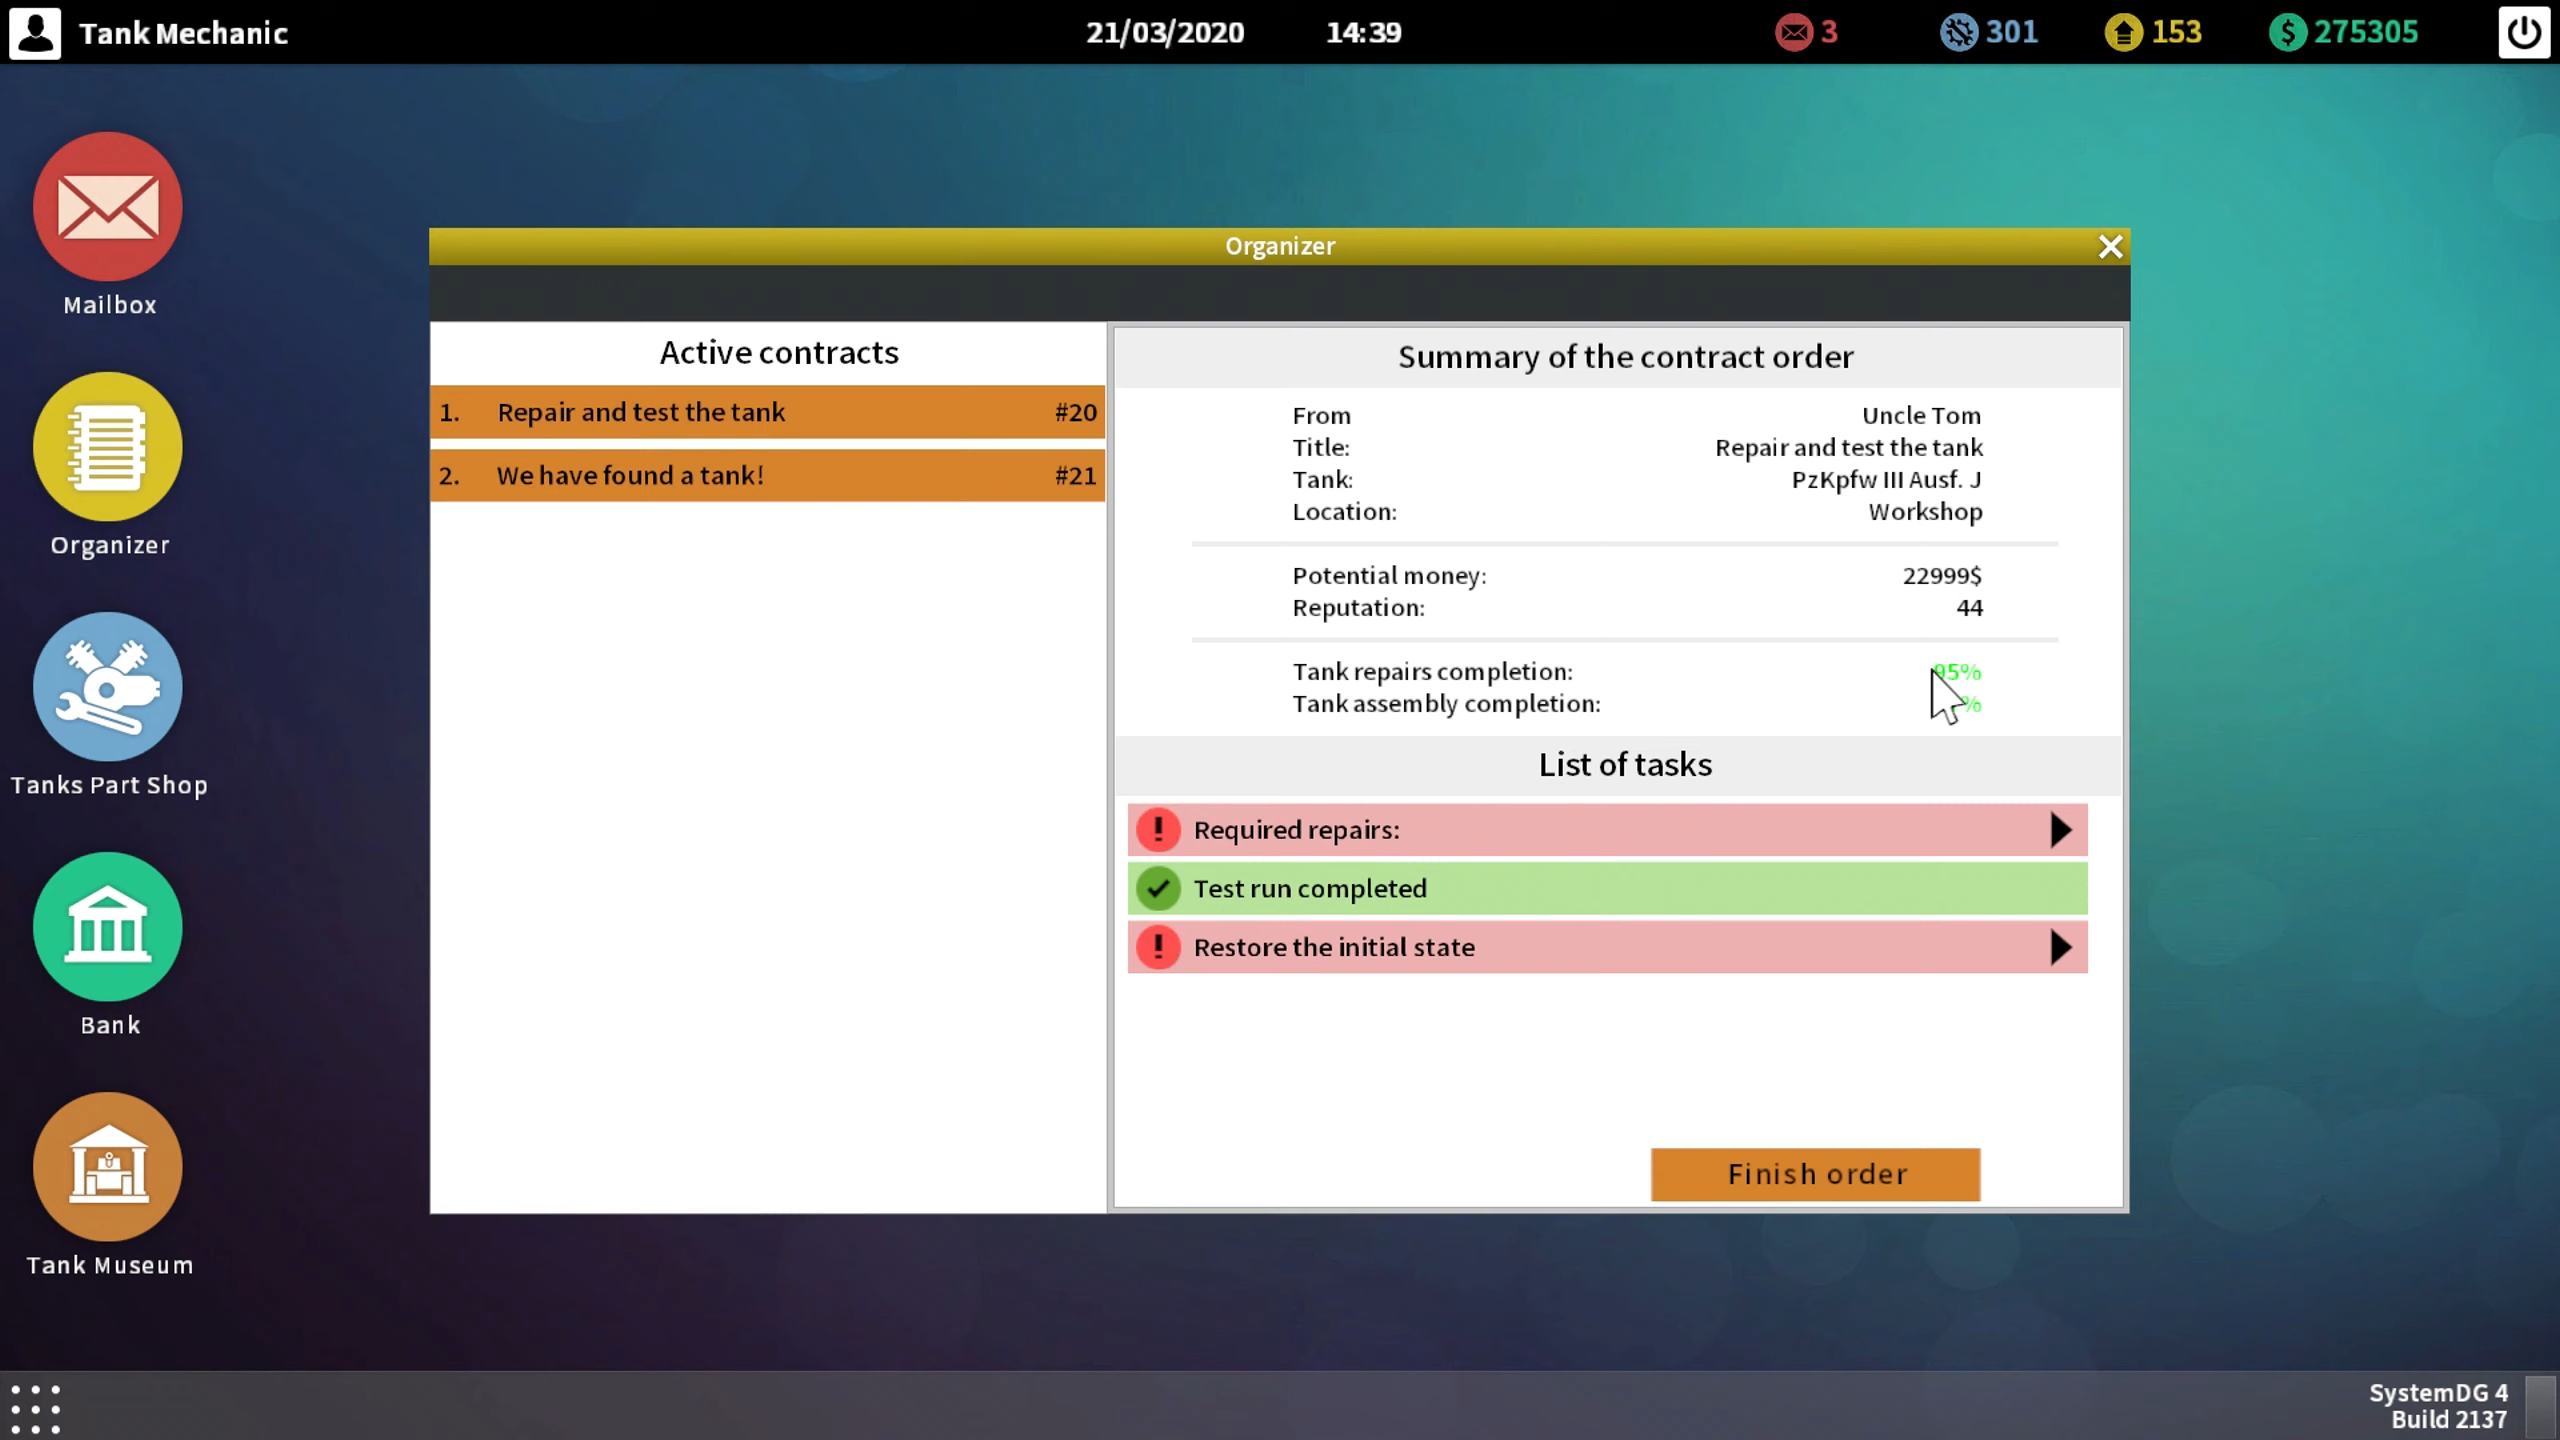 Tank Mechanic
21/03/2020
14:39
3
301
153
275305
Mailbox
Organizer
Tanks Part Shop
Bank
Tank Museum
Organizer
Active contracts
1. Repair and test the tank #20
2. We have found a tank! #21
Summary of the contract order
From Uncle Tom
Title: Repair and test the tank
Tank: PzKpfw III Ausf. J
Location: Workshop
Potential money: 22999$
Reputation: 44
Tank repairs completion: 95%
Tank assembly completion:
List of tasks
Required repairs:
Test run completed
Restore the initial state
Finish order
SystemDG 4
Build 2137